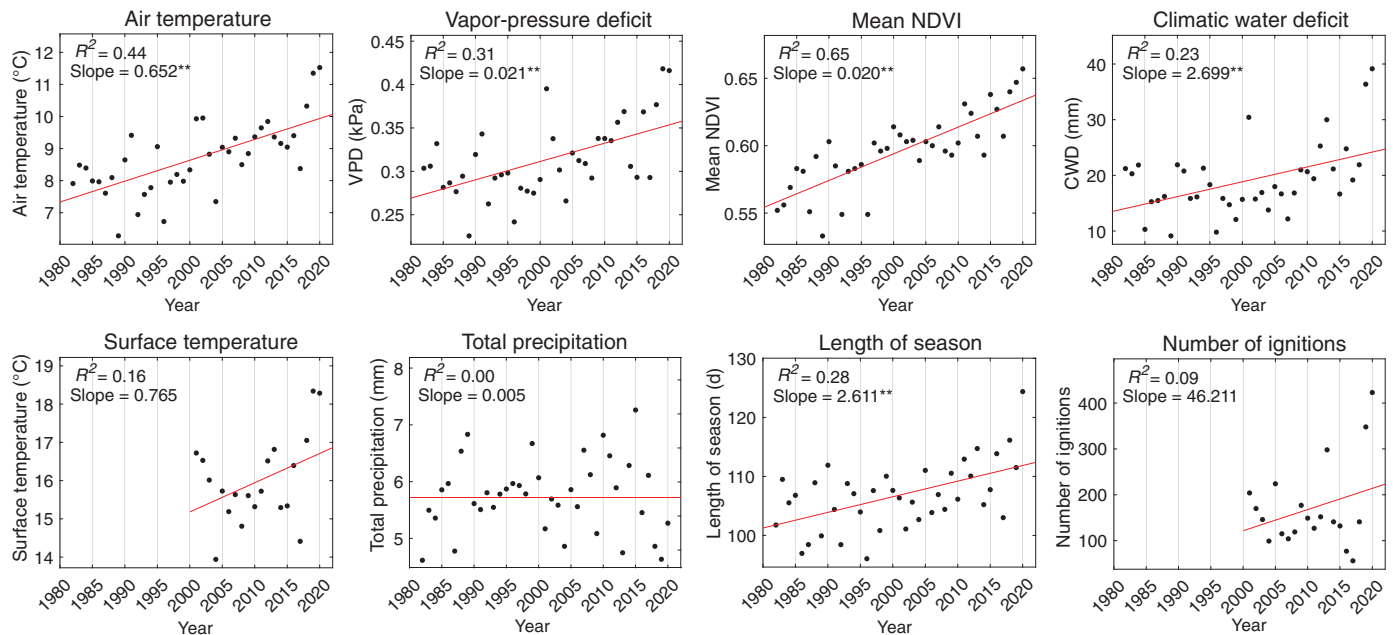 Air temperature
R2 = 0.44
Slope = 0.652**
Air temperature (°C)
12
11
10
9
8
7
1980
1985
1990
1995
2000
2005
2010
2015
2020
Year
Vapor-pressure deficit
R2 = 0.31
Slope = 0.021**
VPD (kPa)
0.45
0.4
0.35
0.3
0.25
1980
1985
1990
1995
2000
2005
2010
2015
2020
Year
Mean NDVI
R2 = 0.65
Slope = 0.020**
Mean NDVI
0.65
0.60
0.55
1980
1985
1990
1995
2000
2005
2010
2015
2020
Year
Climatic water deficit
R2 = 0.23
Slope = 2.699**
CWD (mm)
40
30
20
10
1980
1985
1990
1995
2000
2005
2010
2015
2020
Year
Surface temperature
R2 = 0.16
Slope = 0.765
Surface temperature (°C)
19
18
17
16
15
14
1980
1985
1990
1995
2000
2005
2010
2015
2020
Year
Total precipitation
R2 = 0.00
Slope = 0.005
Total precipitation (mm)
8
7
6
5
1980
1985
1990
1995
2000
2005
2010
2015
2020
Year
Length of season
R2 = 0.28
Slope = 2.611**
Length of season (d)
130
120
110
100
1980
1985
1990
1995
2000
2005
2010
2015
2020
Year
Number of ignitions
R2 = 0.09
Slope = 46.211
Number of ignitions
400
300
200
100
1980
1985
1990
1995
2000
2005
2010
2015
2020
Year